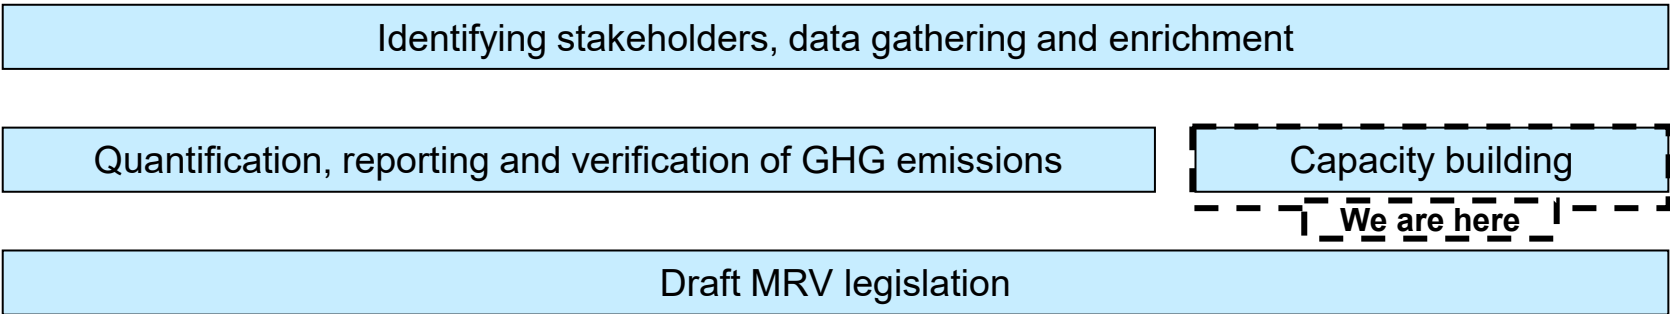 Identifying stakeholders, data gathering and enrichment
Quantification, reporting and verification of GHG emissions
Capacity building
We are here
Draft MRV legislation